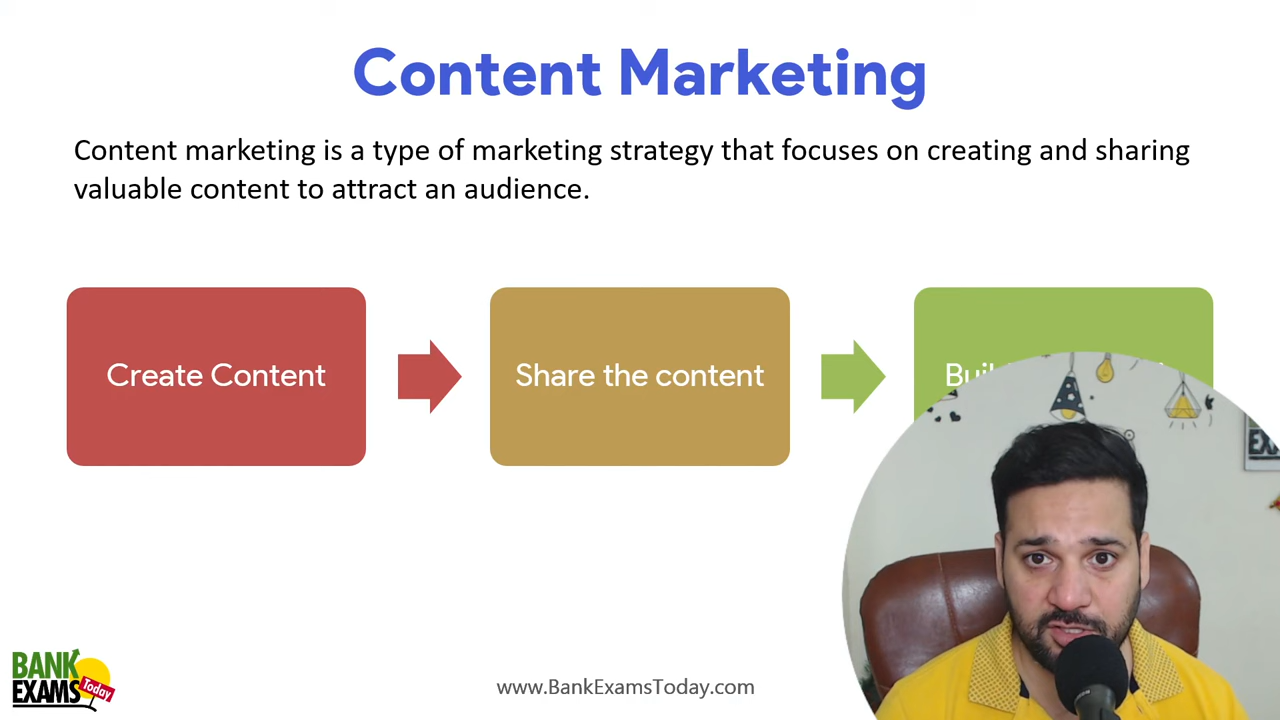 Content Marketing
Content marketing is a type of marketing strategy that focuses on creating and sharing
valuable content to attract an audience.
Create Content
Share the content
BANK
EXAMS
Today
www.BankExamsToday.com